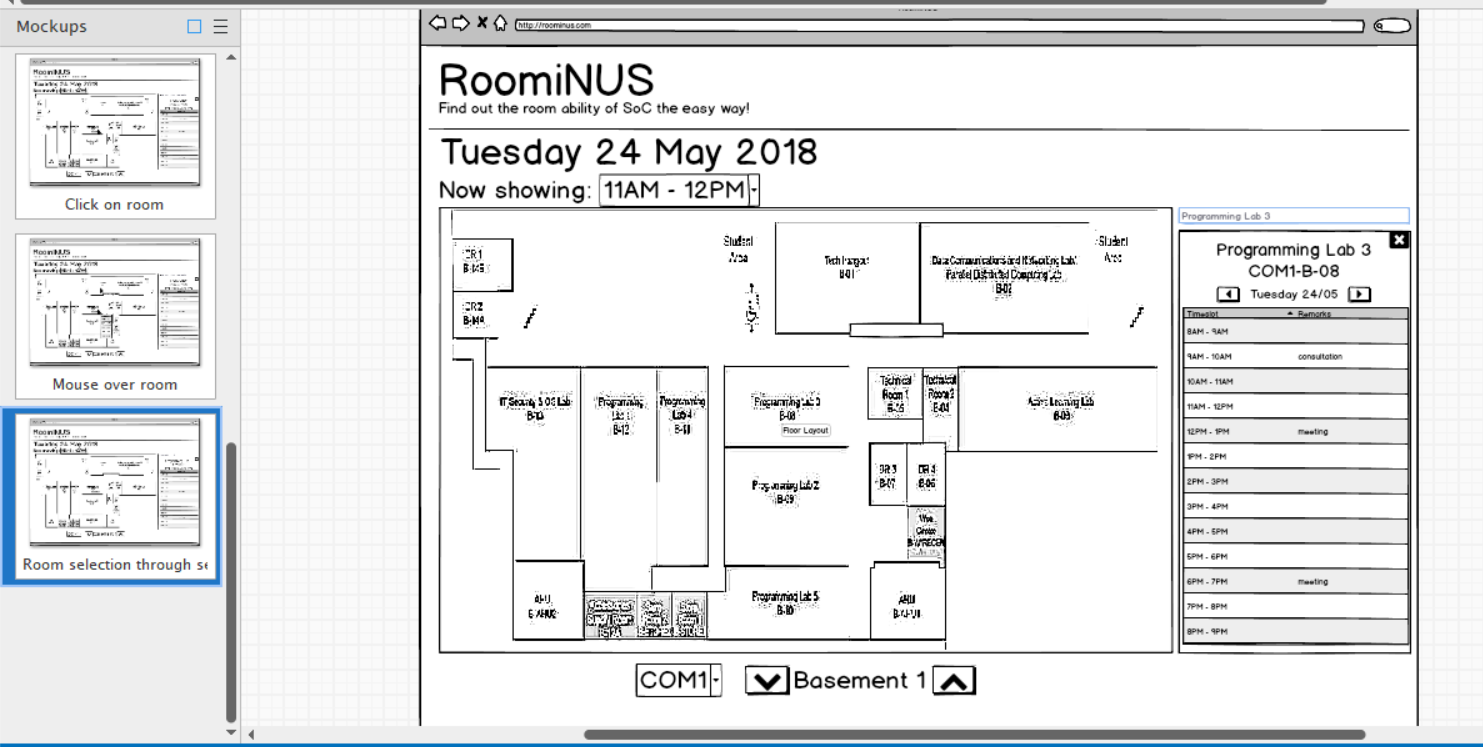 Mockups
Click on room
Mouse over room
Room selection through se
http://roominus.com
RoomiNUS
Find out the room ability of SoC the easy way!
Tuesday 24 May 2018
Now showing: 11AM - 12PM
Student
Area
Tech Hangout
B-01
Data Communications and Networking Lab/
Parallel Distributed Computing Lab
B-02
Student
Area
DR 1
B-14B
DR 2
B-14A
IT Security & OS Lab
B-13
Programming
Lab 1
B-12
Programming
Lab 4
B-11
Programming Lab 3
B-08
Floor Layout
Technical
Room 1
B-05
Technical
Room 2
B-04
Active Learning Lab
B-03
Programming Lab 2
B-09
DR 3
B-07
DR 4
B-06
AHU
B-AHU2
Programming Lab 5
B-10
AHU
B-AHU1
COM1
Basement 1
Programming Lab 3
Programming Lab 3
COM1-B-08
Tuesday 24/05
Timeslot Remarks
8AM - 9AM
9AM - 10AM consultation
10AM - 11AM
11AM - 12PM
12PM - 1PM meeting
1PM - 2PM
2PM - 3PM
3PM - 4PM
4PM - 5PM
5PM - 6PM
6PM - 7PM meeting
7PM - 8PM
8PM - 9PM